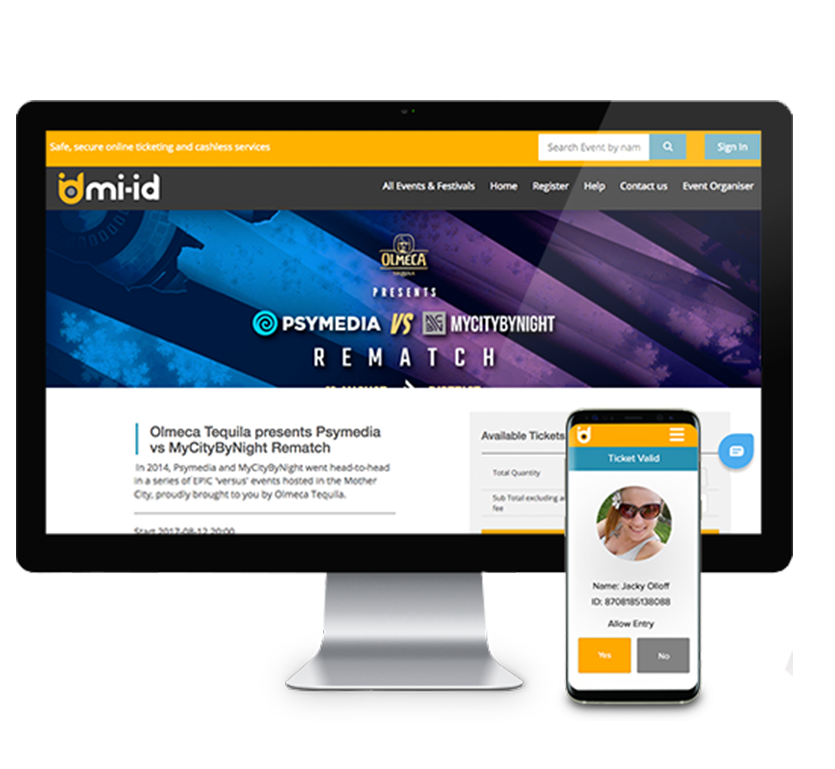 Safe, secure online ticketing and cashless services
Search Event by nam
Sign In
mi-id
All Events & Festivals Home Register Help Contact us Event Organiser
OLMECA
PRESENTS
PSYMEDIA VS MYCITYBYNIGHT
REMATCH
Olmeca Tequila presents Psymedia
vs MyCityByNight Rematch
In 2014, Psymedia and MyCityByNight went head-to-head
in a series of EPIC 'versus' events hosted in the Mother
City, proudly brought to you by Olmeca Tequila.
Start 2017-08-12 20:00
Available Tickets
Total Quantity
Sub Total excluding
fee
Ticket Valid
Name: Jacky Olloff
ID: 8708185138088
Allow Entry
Yes
No